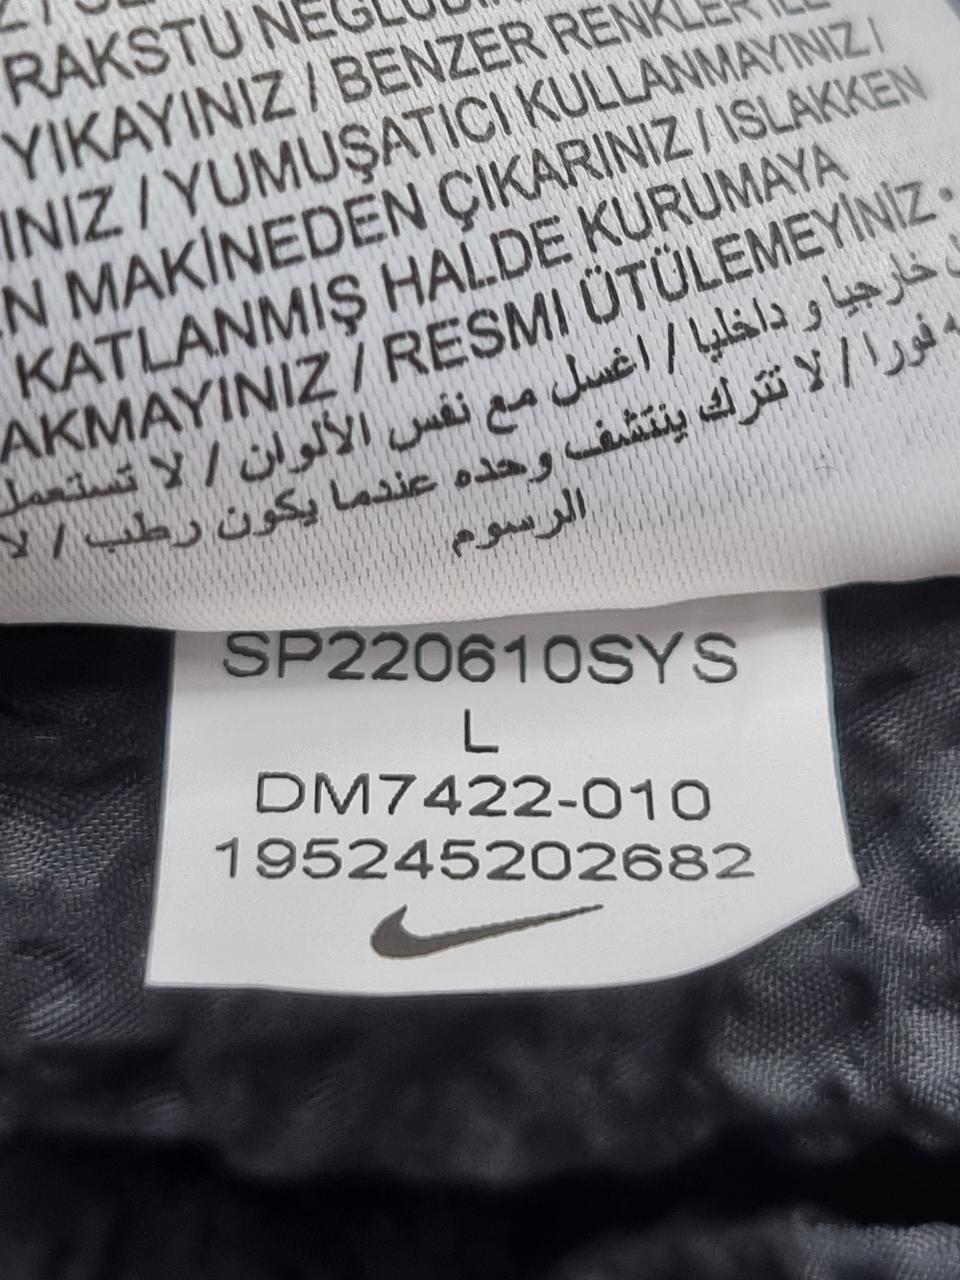 RAKSTU
YIKAYINIZ / BENZER RENKLER İLE
INIZ / YUMUŞATICI KULLANMAYINIZ /
MAKİNEDEN ÇIKARINIZ / ISLAKKEN
KATLANMIŞ HALDE KURUMAYA
AKMAYINIZ / RESMI ÜTÜLEMEYİNİZ •
خارجيا و داخليا / اغسل مع نفس الألوان / لا تستعمل
فورا / لا تترك ينتشف وحده عندما يكون رطب / لا
الرسوم
SP220610SYS
L
DM7422-010
195245202682